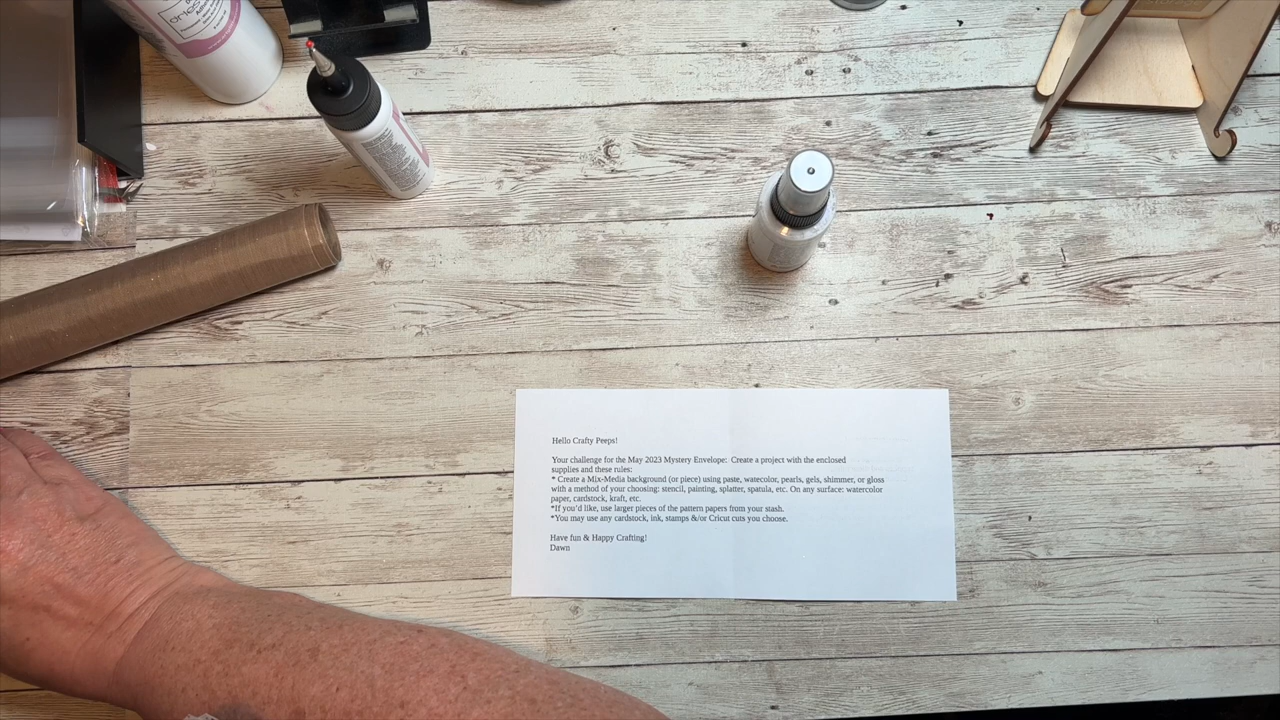 Hello Crafty Peeps!
Your challenge for the May 2023 Mystery Envelope: Create a project with the enclosed
supplies and these rules:
* Create a Mix-Media background (or piece) using paste, watecolor, pearls, gels, shimmer, or gloss
with a method of your choosing: stencil, painting, splatter, spatula, etc. On any surface: watercolor
paper, cardstock, kraft, etc.
*If you'd like, use larger pieces of the pattern papers from your stash.
*You may use any cardstock, ink, stamps &/or Cricut cuts you choose.
Have fun & Happy Crafting!
Dawn